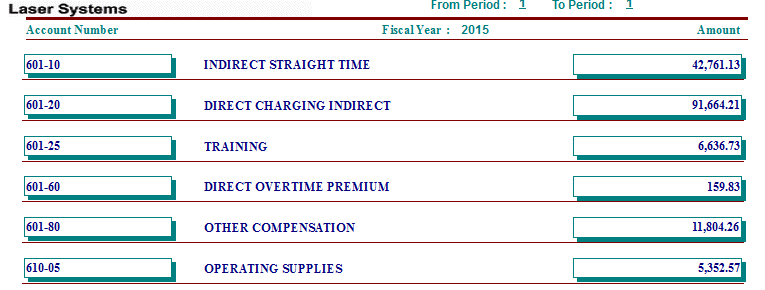 Laser Systems From Period : 1 To Period : 1
Account Number Fiscal Year : 2015 Amount
601-10 INDIRECT STRAIGHT TIME 42,761.13
601-20 DIRECT CHARGING INDIRECT 91,664.21
601-25 TRAINING 6,636.73
601-60 DIRECT OVERTIME PREMIUM 159.83
601-80 OTHER COMPENSATION 11,804.26
610-05 OPERATING SUPPLIES 5,352.57